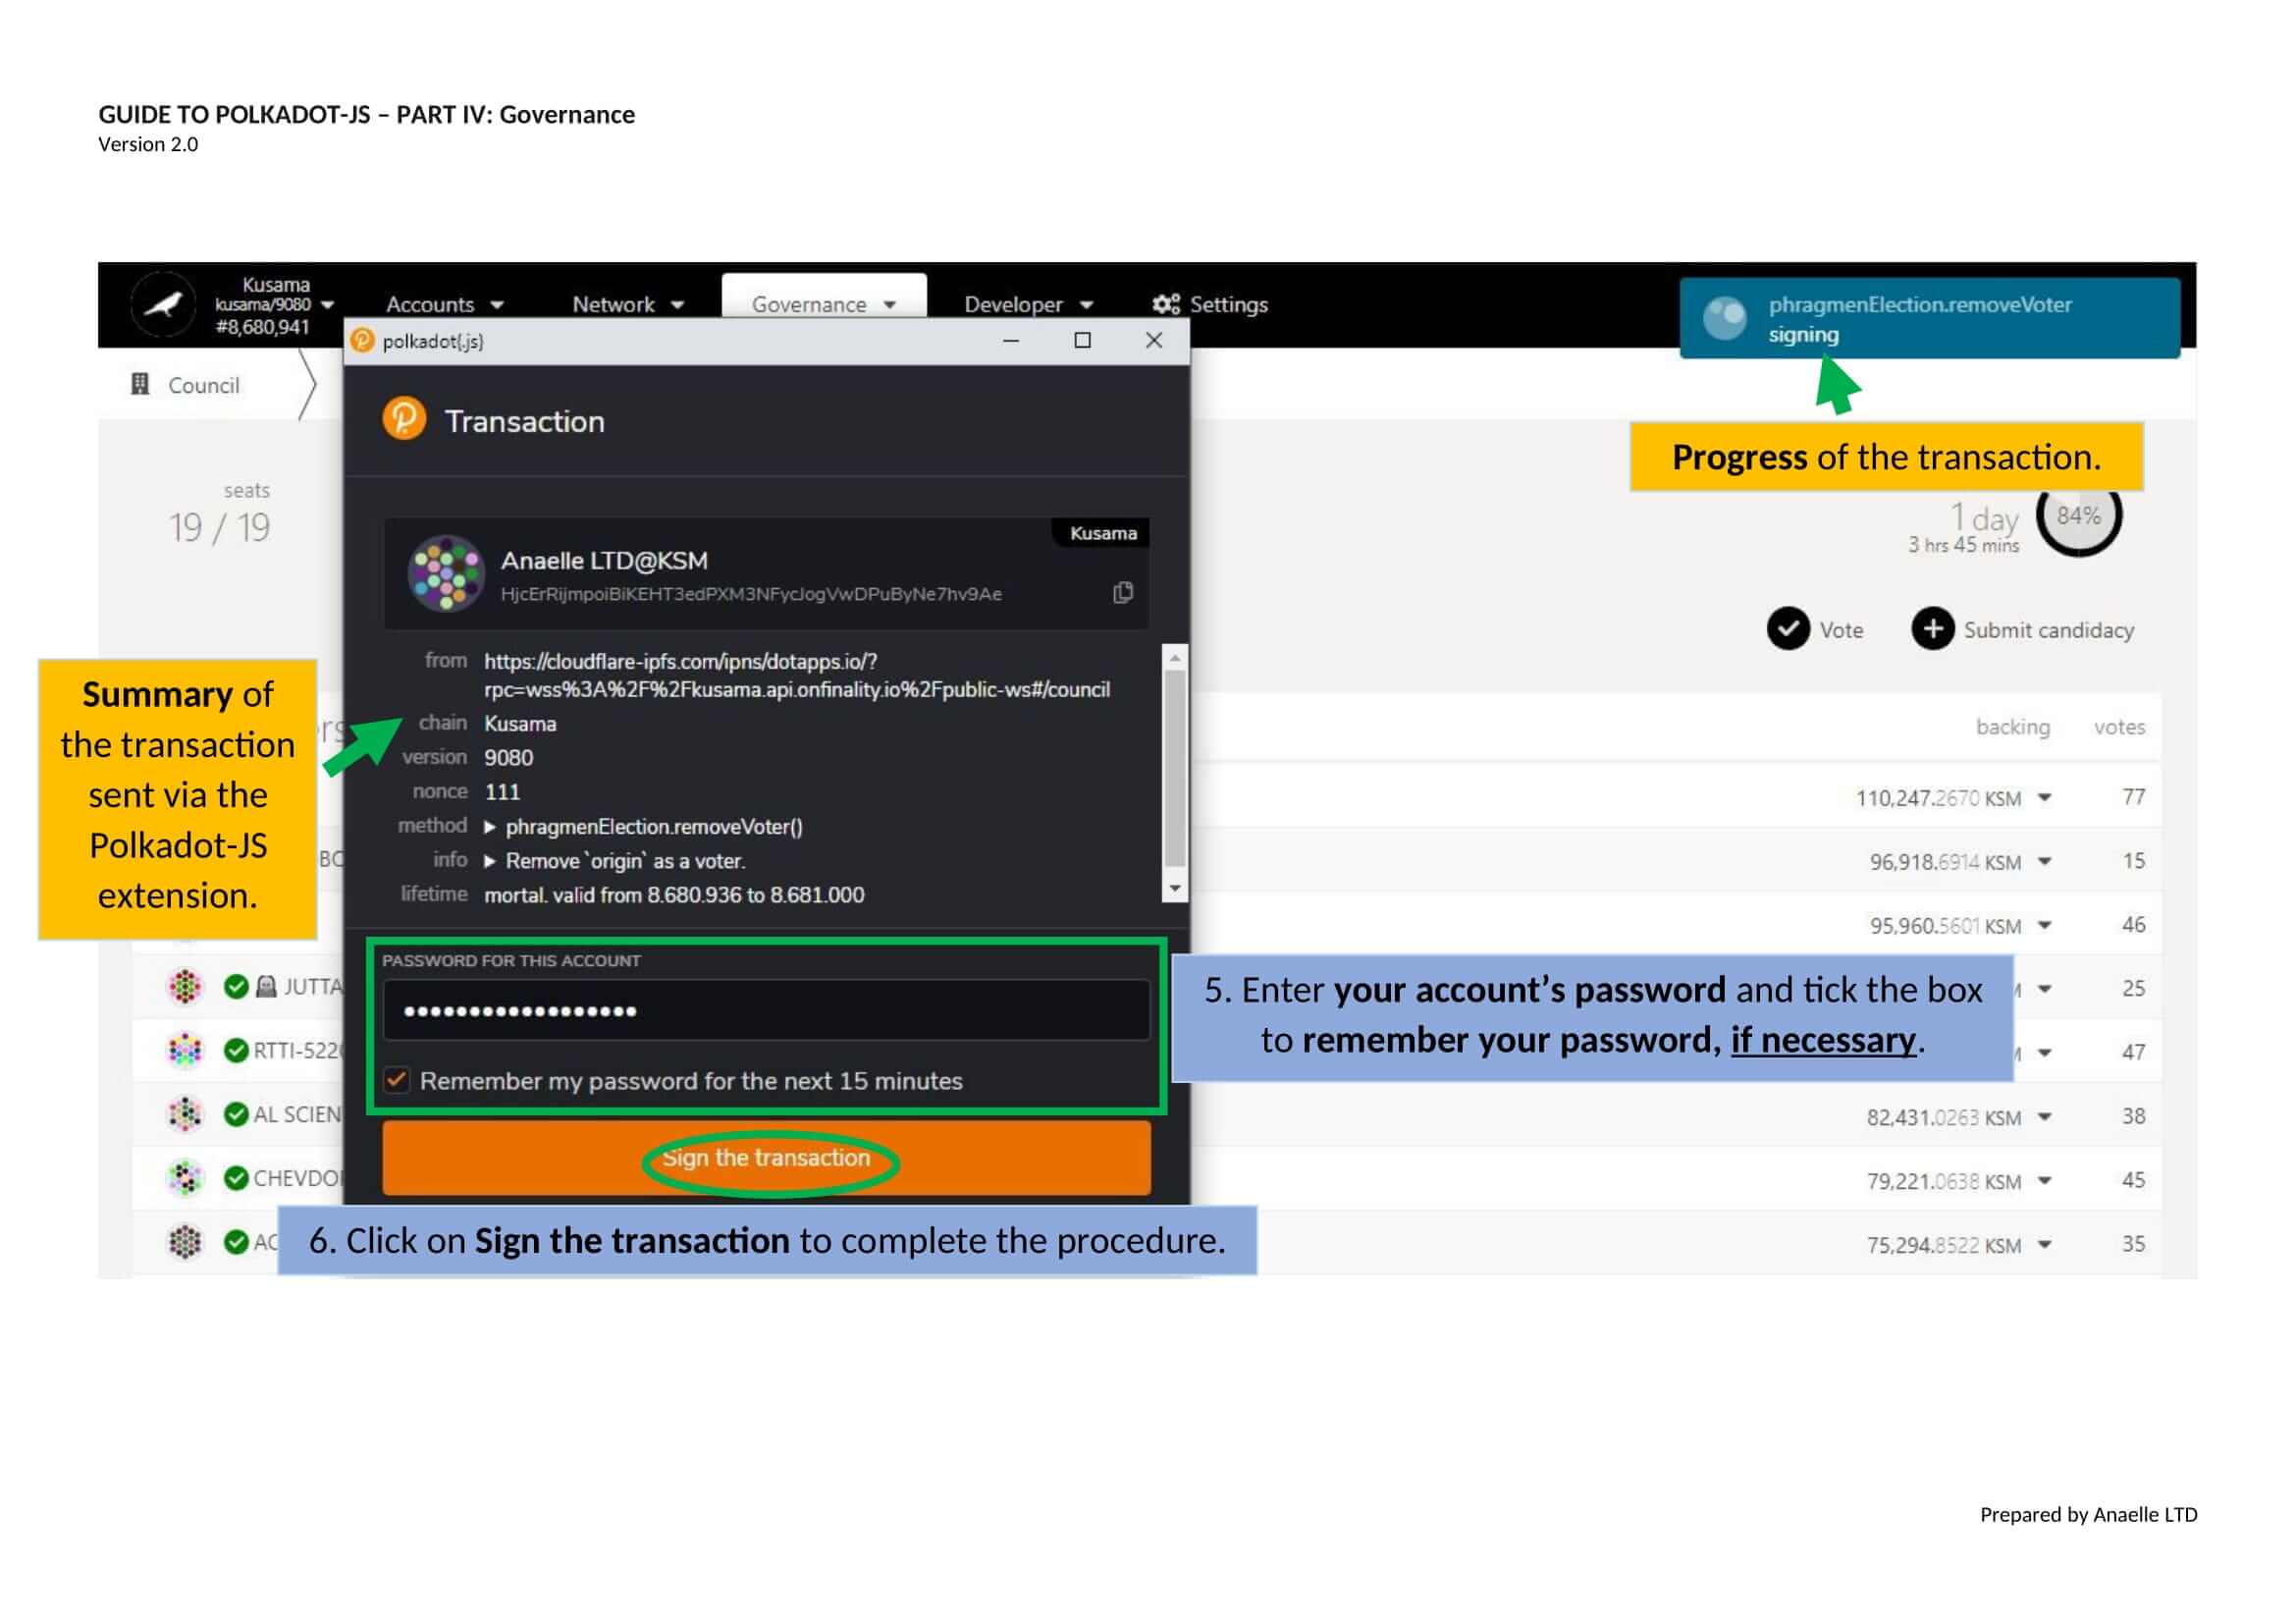 GUIDE TO POLKADOT-JS – PART IV: Governance
Version 2.0
Kusama
kusama/9080
#8,680,941
Accounts
Network
Governance
Developer
Settings
phragmenElection.removeVoter
signing
polkadot{.js}
Council
Transaction
Progress of the transaction.
seats
19 / 19
1 day
3 hrs 45 mins
84%
Kusama
Anaelle LTD@KSM
HjcErRijmpoiBiKEHT3edPXM3NFycJogVwDPuByNe7hv9Ae
Vote
Submit candidacy
Summary of
the transaction
sent via the
Polkadot-JS
extension.
from https://cloudflare-ipfs.com/ipns/dotapps.io/?
rpc=wss%3A%2F%2Fkusama.api.onfinality.io%2Fpublic-ws#/council
chain Kusama
version 9080
nonce 111
method phragmenElection.removeVoter()
info Remove `origin` as a voter.
lifetime mortal. valid from 8.680.936 to 8.681.000
backing votes
110,247.2670 KSM 77
96,918.6914 KSM 15
95,960.5601 KSM 46
JUTTA
25
RTTI-522
47
AL SCIEN
82,431.0263 KSM 38
CHEVDO
79,221.0638 KSM 45
AC
75,294.8522 KSM 35
PASSWORD FOR THIS ACCOUNT
Remember my password for the next 15 minutes
5. Enter your account’s password and tick the box
to remember your password, if necessary.
Sign the transaction
6. Click on Sign the transaction to complete the procedure.
Prepared by Anaelle LTD